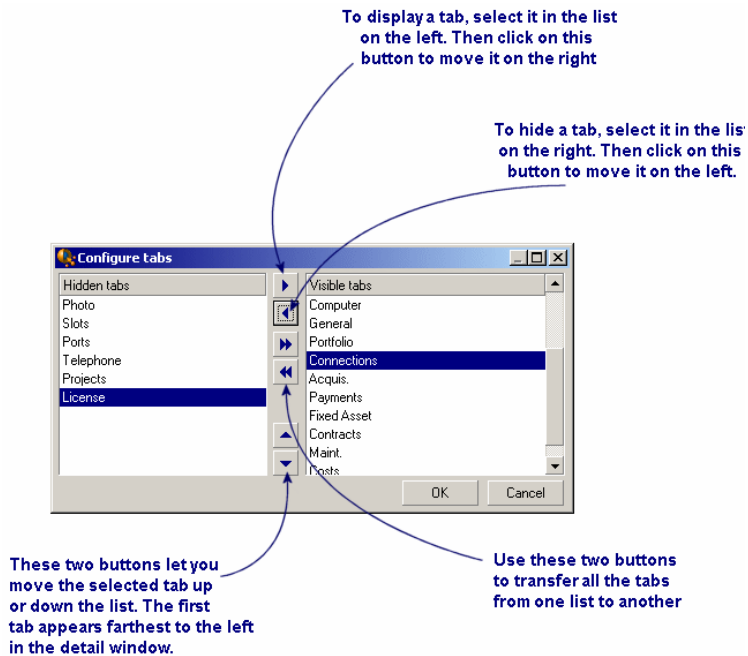 To display a tab, select it in the list
on the left. Then click on this
button to move it on the right
To hide a tab, select it in the list
on the right. Then click on this
button to move it on the left.
Configure tabs
Hidden tabs
Photo
Slots
Ports
Telephone
Projects
License
Visible tabs
Computer
General
Portfolio
Connections
Acquis.
Payments
Fixed Asset
Contracts
Maint.
Costs
OK
Cancel
These two buttons let you
move the selected tab up
or down the list. The first
tab appears farthest to the left
in the detail window.
Use these two buttons
to transfer all the tabs
from one list to another